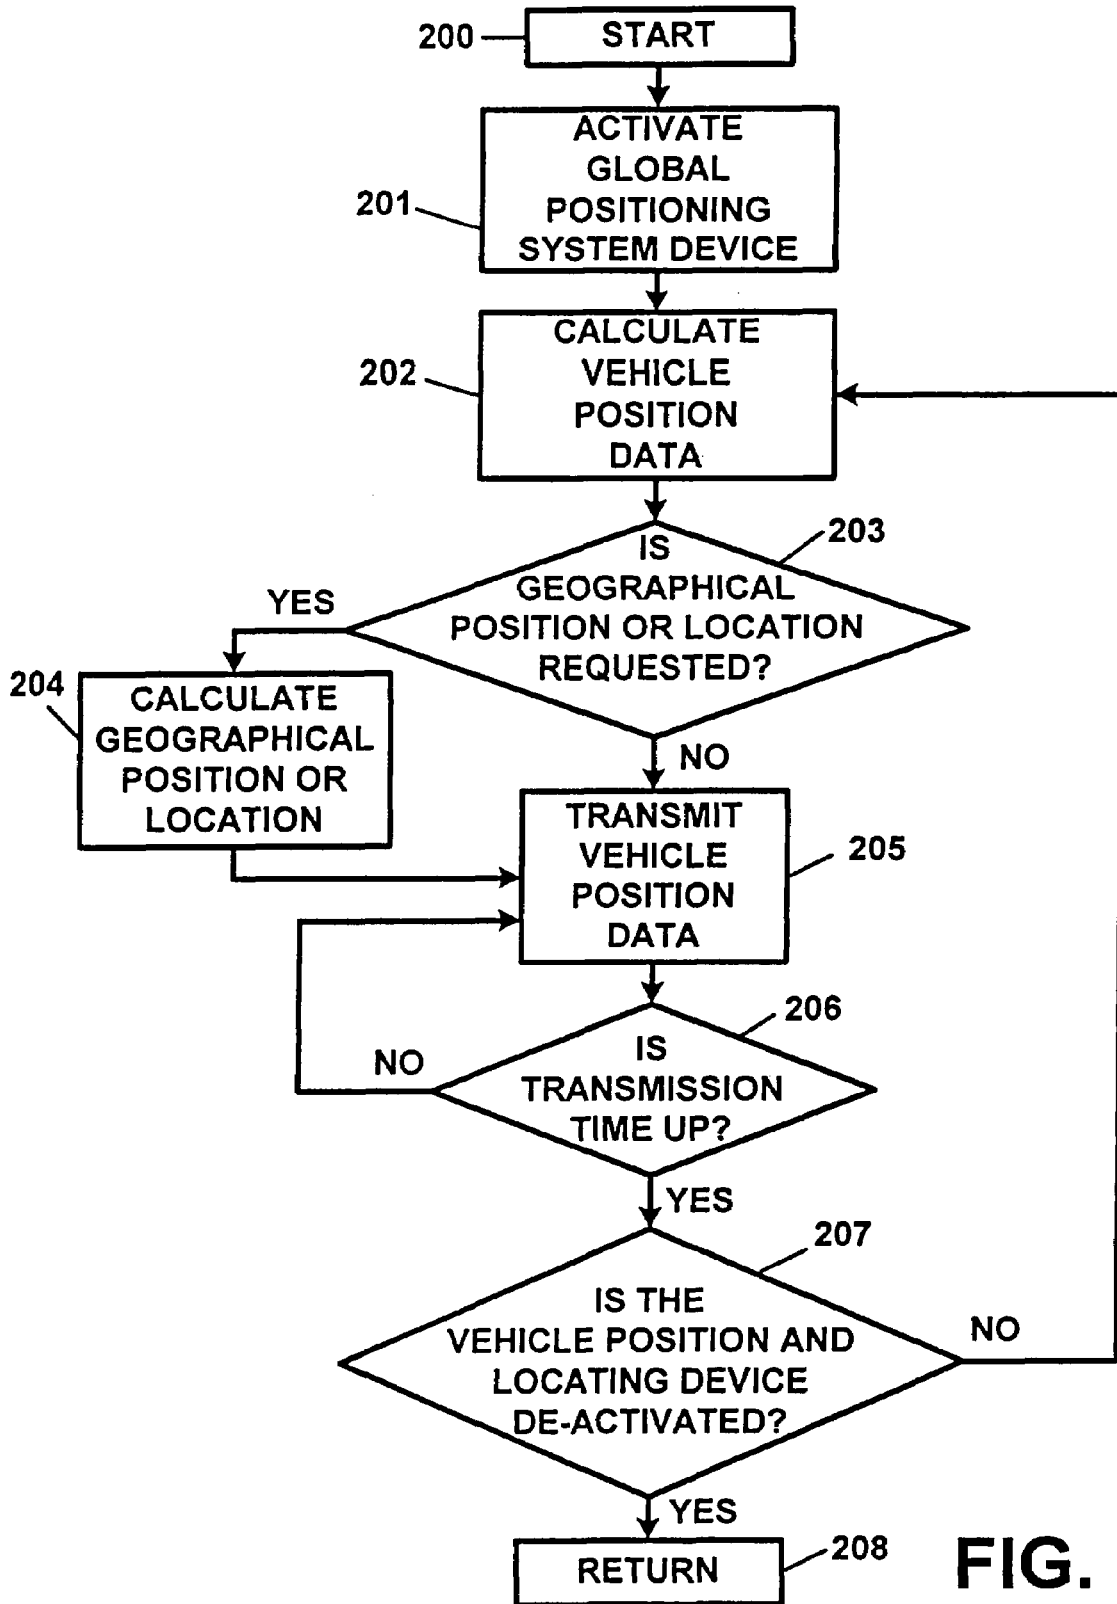 200
START
201
ACTIVATE
GLOBAL
POSITIONING
SYSTEM DEVICE
202
CALCULATE
VEHICLE
POSITION
DATA
203
IS
GEOGRAPHICAL
POSITION OR LOCATION
REQUESTED?
YES
204
CALCULATE
GEOGRAPHICAL
POSITION OR
LOCATION
NO
TRANSMIT
VEHICLE
POSITION
DATA
205
206
IS
TRANSMISSION
TIME UP?
NO
YES
207
IS THE
VEHICLE POSITION AND
LOCATING DEVICE
DE-ACTIVATED?
NO
YES
RETURN
208
FIG.